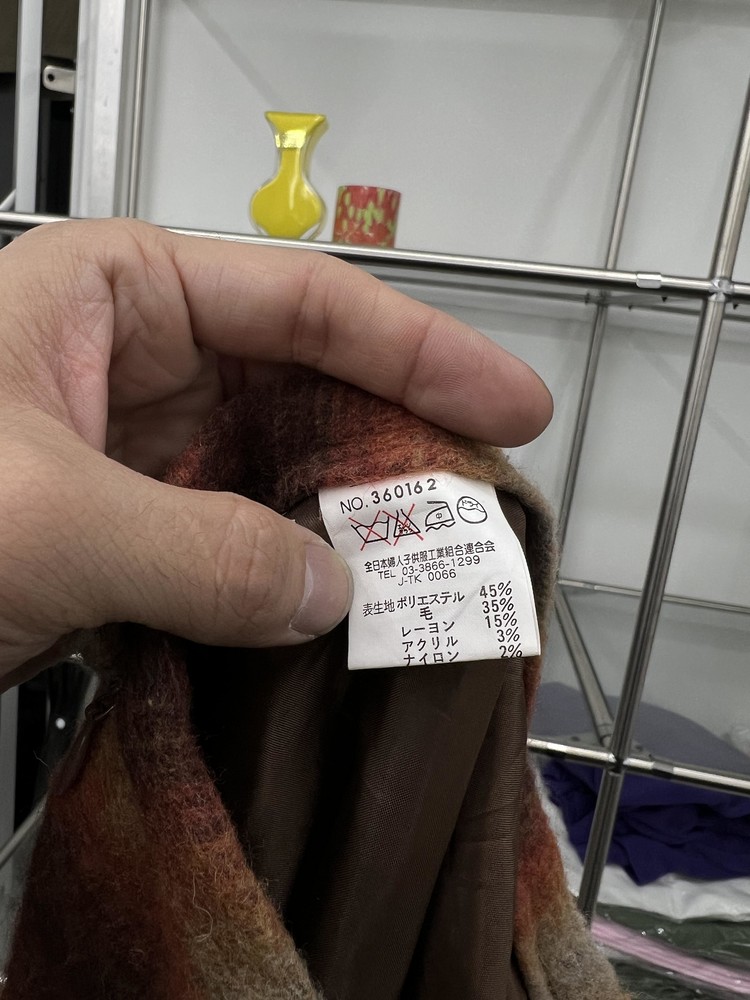 NO. 360162
全日本婦人子供服工業組合連合会
TEL 03-3866-1299
J-TK 0066
表生地 ポリエステル 45%
毛 35%
レーヨン 15%
アクリル 3%
ナイロン 2%